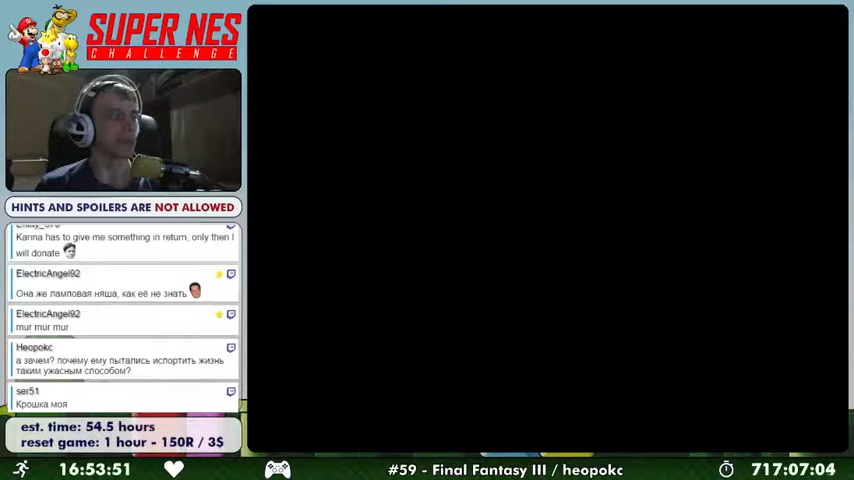 SUPER NES
CHALLENGE
HINTS AND SPOILERS ARE NOT ALLOWED
Karina has to give me something in return, only then I
will donate
ElectricAngel92
Она же ламповая няша, как её не знать
ElectricAngel92
mur mur mur
Heopokc
а зачем? почему ему пытались испортить жизнь
таким ужасным способом?
ser51
Крошка моя
est. time: 54.5 hours
reset game: 1 hour - 150R / 3$
16:53:51
#59 - Final Fantasy III / heopokc
717:07:04